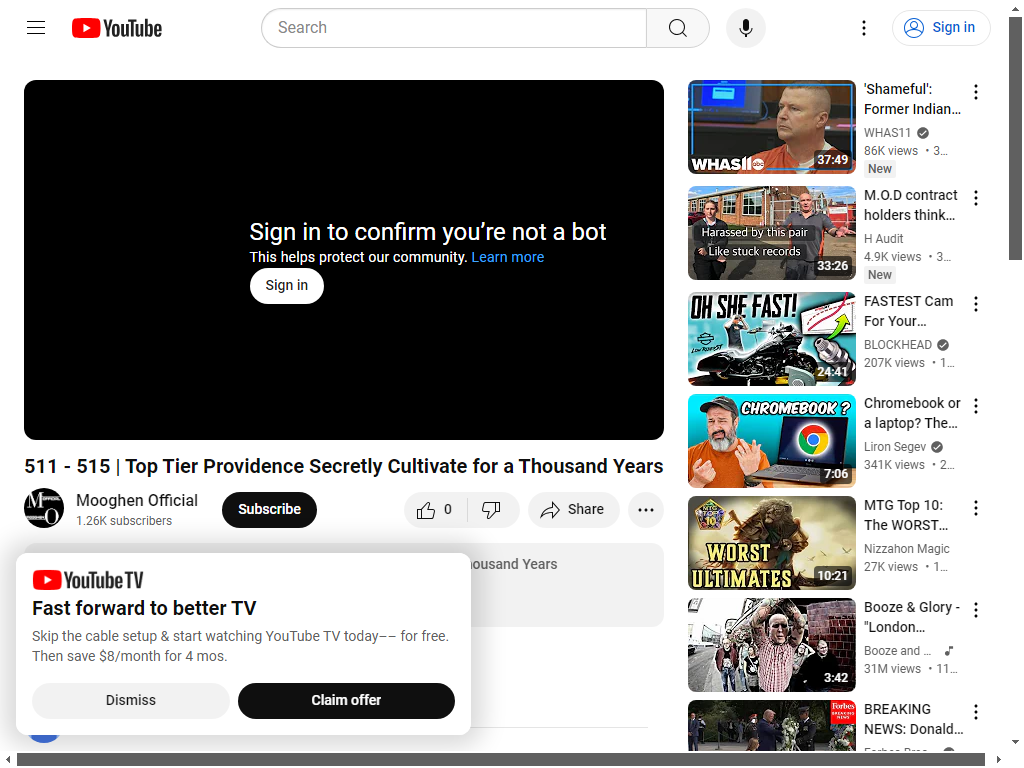 YouTube
Search
Sign in
Sign in to confirm you’re not a bot
This helps protect our community. Learn more
Sign in
511 - 515 | Top Tier Providence Secretly Cultivate for a Thousand Years
Mooghen Official
1.26K subscribers
Subscribe
0
Share
...housand Years
YouTube TV
Fast forward to better TV
Skip the cable setup & start watching YouTube TV today–– for free.
Then save $8/month for 4 mos.
Dismiss
Claim offer
WHAS11 abc
37:49
'Shameful':
Former Indian...
WHAS11
86K views • 3...
New
Harassed by this pair
Like stuck records
33:26
M.O.D contract
holders think...
H Audit
4.9K views • 3...
New
OH SHE FAST!
24:41
FASTEST Cam
For Your...
BLOCKHEAD
207K views • 1...
CHROMEBOOK ?
7:06
Chromebook or
a laptop? The...
Liron Segev
341K views • 2...
MTG
TOP
10
WORST
ULTIMATES
10:21
MTG Top 10:
The WORST...
Nizzahon Magic
27K views • 1...
3:42
Booze & Glory -
"London...
Booze and ...
31M views • 11...
Forbes
BREAKING
NEWS
BREAKING
NEWS: Donald...